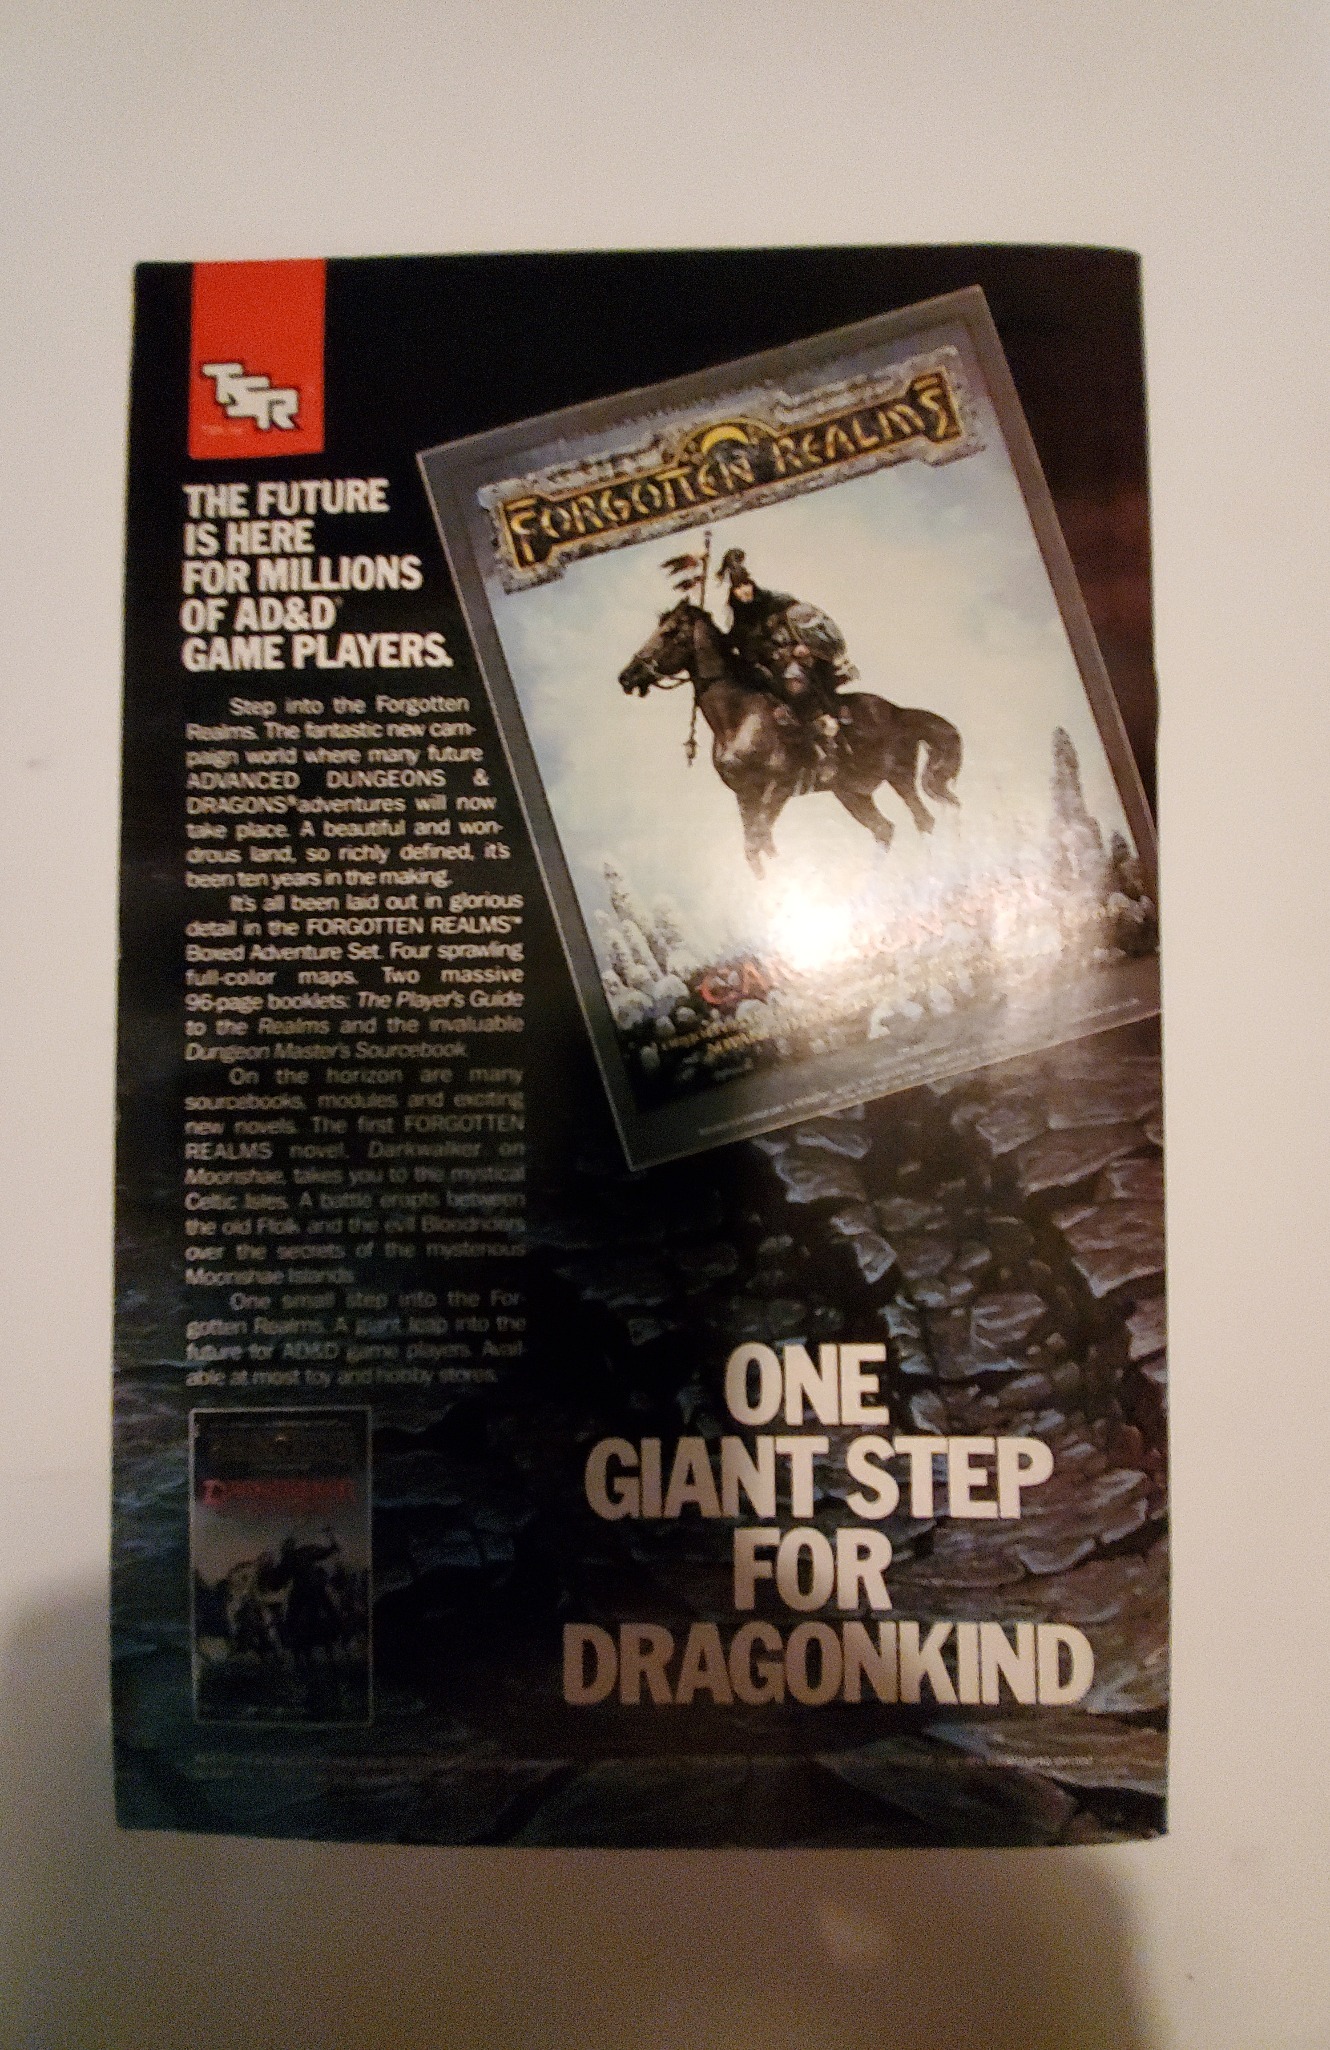 TSR
THE FUTURE
IS HERE
FOR MILLIONS
OF AD&D®
GAME PLAYERS.
Step into the Forgotten
Realms. The fantastic new cam-
paign world where many future
ADVANCED DUNGEONS &
DRAGONS® adventures will now
take place. A beautiful and won-
drous land, so richly defined, it's
been ten years in the making.
It's all been laid out in glorious
detail in the FORGOTTEN REALMS™
Boxed Adventure Set. Four sprawling
full-color maps. Two massive
96-page booklets: The Player's Guide
to the Realms and the invaluable
Dungeon Master's Sourcebook.
On the horizon are many
sourcebooks, modules and exciting
new novels. The first FORGOTTEN
REALMS novel, Darkwalker on
Moonshae, takes you to the mystical
Celtic Isles. A battle erupts between
the old Ffolk and the evil Bloodriders
over the secrets of the mysterious
Moonshae Islands.
One small step into the For-
gotten Realms. A giant leap into the
future for AD&D game players. Avail-
able at most toy and hobby stores.
FORGOTTEN REALMS
ONE
GIANT STEP
FOR
DRAGONKIND